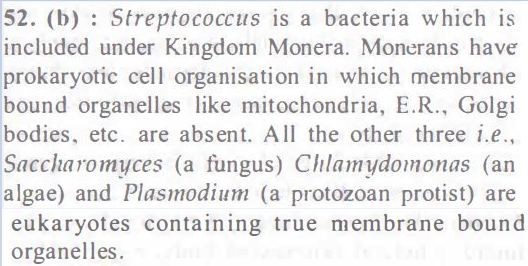 52. (b) : Streptococcus is a bacteria which is
included under Kingdom Monera. Monerans have
prokaryotic cell organisation in which membrane
bound organelles like mitochondria, E.R., Golgi
bodies, etc. are absent. All the other three i.e.,
Saccharomyces (a fungus) Chlamydomonas (an
algae) and Plasmodium (a protozoan protist) are
eukaryotes containing true membrane bound
organelles.